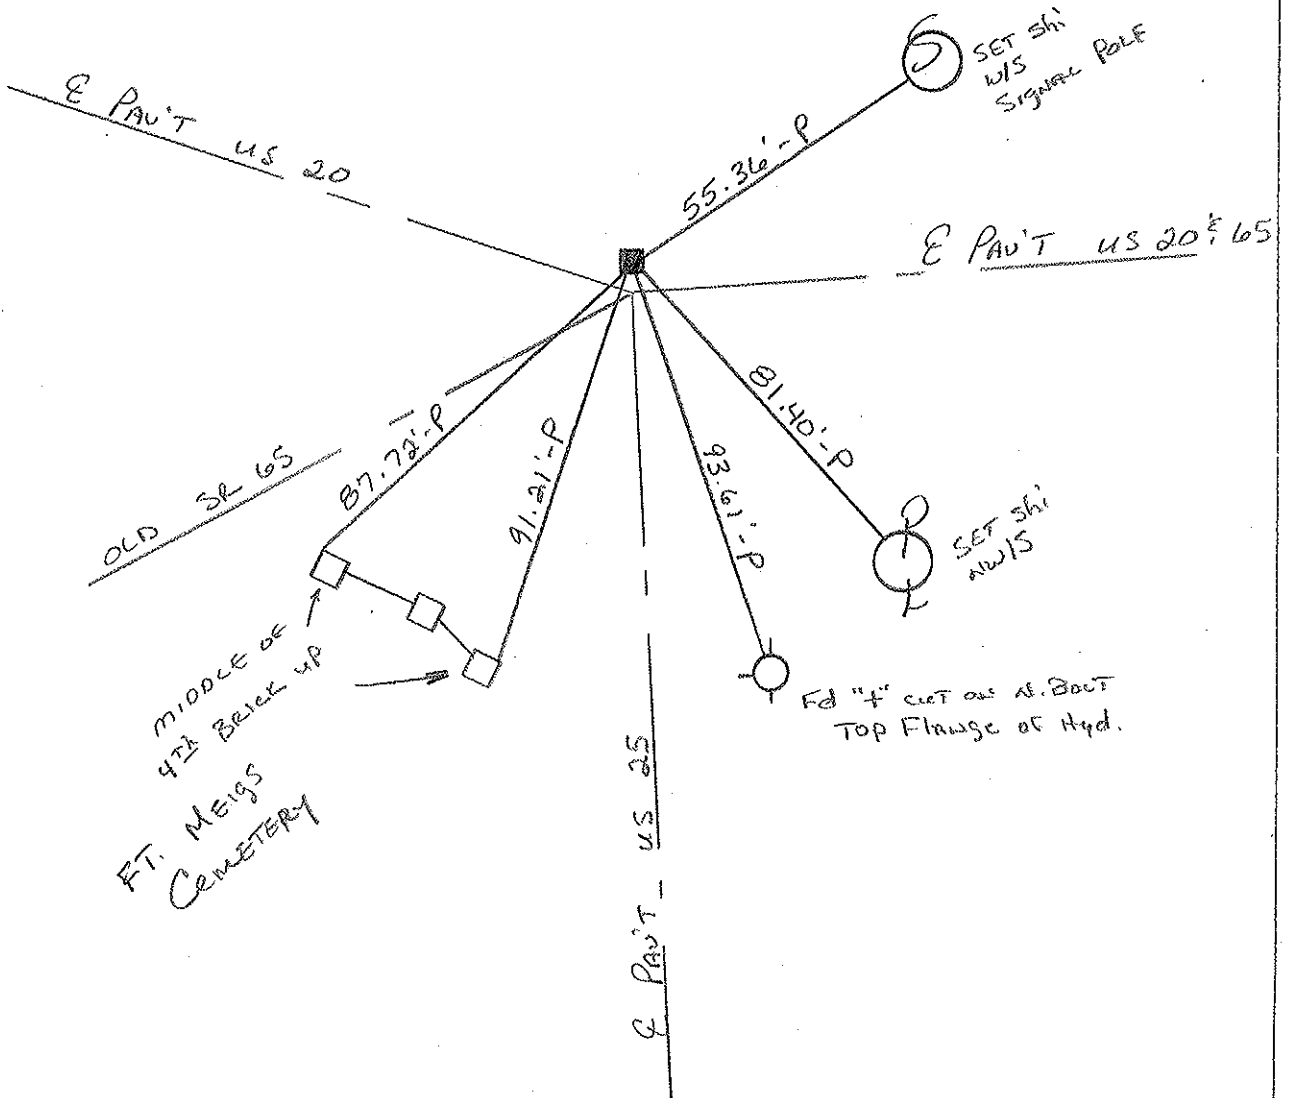 S
SET Shi
W/S
SIGNAL POLE
℄ PAV'T US 20
55.36'-P
℄ PAV'T US 20 & 65
81.40'-P
87.72'-P
91.21'-P
93.61'-P
OLD SR 65
P
L
SET Shi
NW/S
MIDDLE OF
4TH BRICK UP
FT. MEIGS
CEMETERY
Fd "+" CUT ON N. BOLT
TOP Flange of Hyd.
℄ PAV'T - US 25